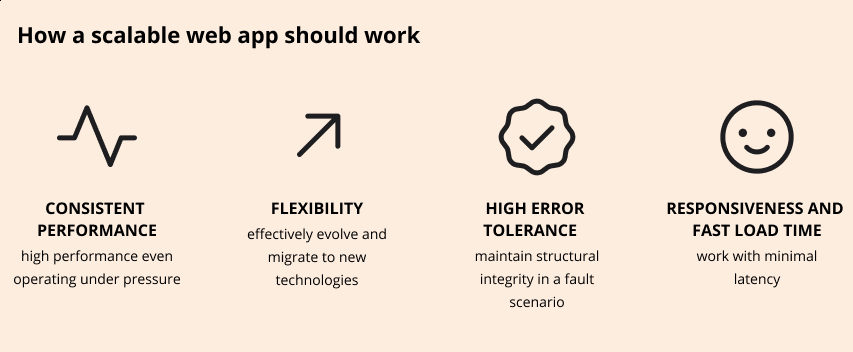 How a scalable web app should work
CONSISTENT
PERFORMANCE
high performance even
operating under pressure
FLEXIBILITY
effectively evolve and
migrate to new
technologies
HIGH ERROR
TOLERANCE
maintain structural
integrity in a fault
scenario
RESPONSIVENESS AND
FAST LOAD TIME
work with minimal
latency